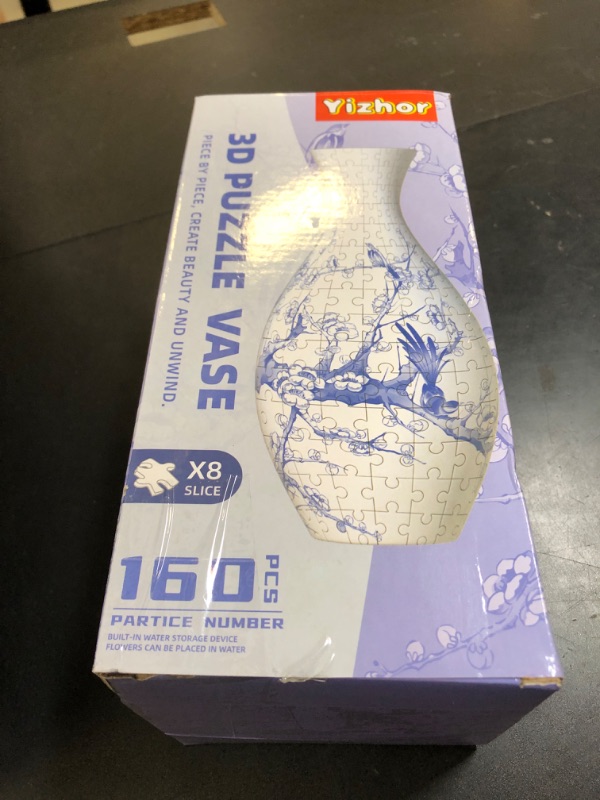 Yizhor
3D PUZZLE VASE
PIECE BY PIECE, CREATE BEAUTY AND UNWIND.
X8
SLICE
160 PCS
PARTICE NUMBER
BUILT-IN WATER STORAGE DEVICE
FLOWERS CAN BE PLACED IN WATER